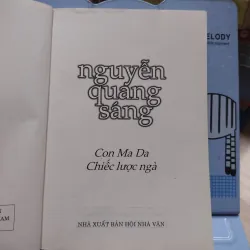 nguyễn
quang
sáng
Con Ma Da
Chiếc lược ngà
NHÀ XUẤT BẢN HỘI NHÀ VĂN
ELODY